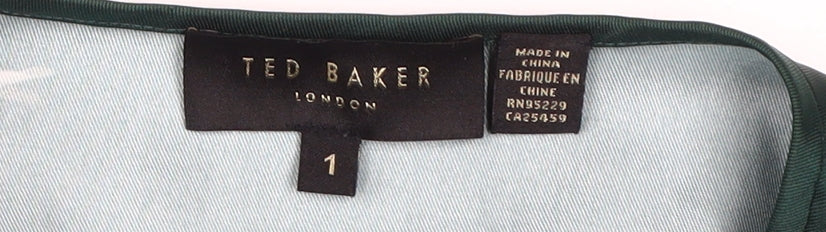 TED BAKER
LONDON
1
MADE IN
CHINA
FABRIQUE EN
CHINE
RN95229
CA25459